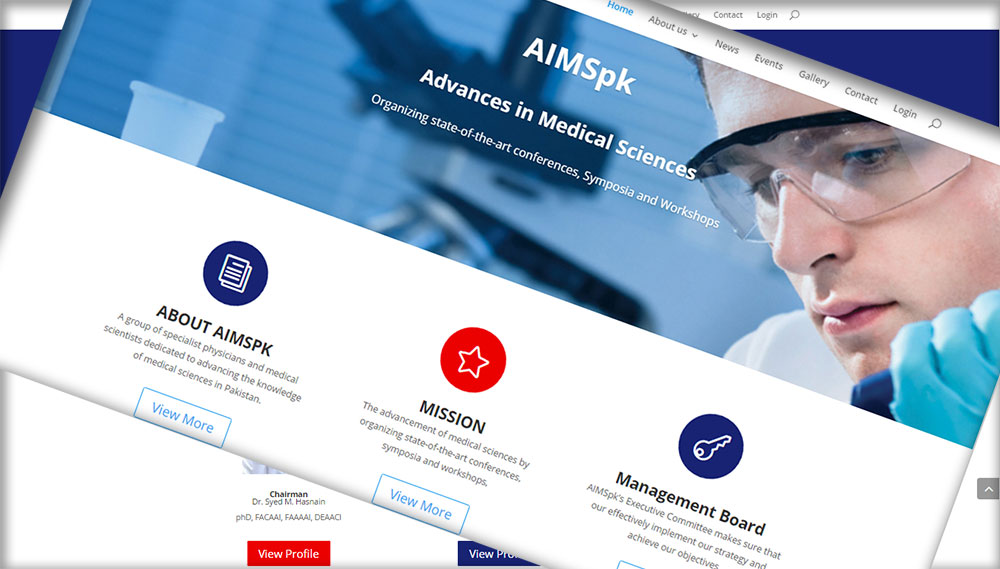 Contact Login
Home About us News Events Gallery Contact Login
AIMSpk
Advances in Medical Sciences
Organizing state-of-the-art conferences, Symposia and Workshops
ABOUT AIMSPK
A group of specialist physicians and medical
scientists dedicated to advancing the knowledge
of medical sciences in Pakistan.
View More
MISSION
The advancement of medical sciences by
organizing state-of-the-art conferences,
symposia and workshops.
View More
Management Board
AIMSpk's Executive Committee makes sure that
our effectively implement our strategy and
achieve our objectives
Chairman
Dr. Syed M. Hasnain
phD, FACAAI, FAAAAI, DEAACI
View Profile
View